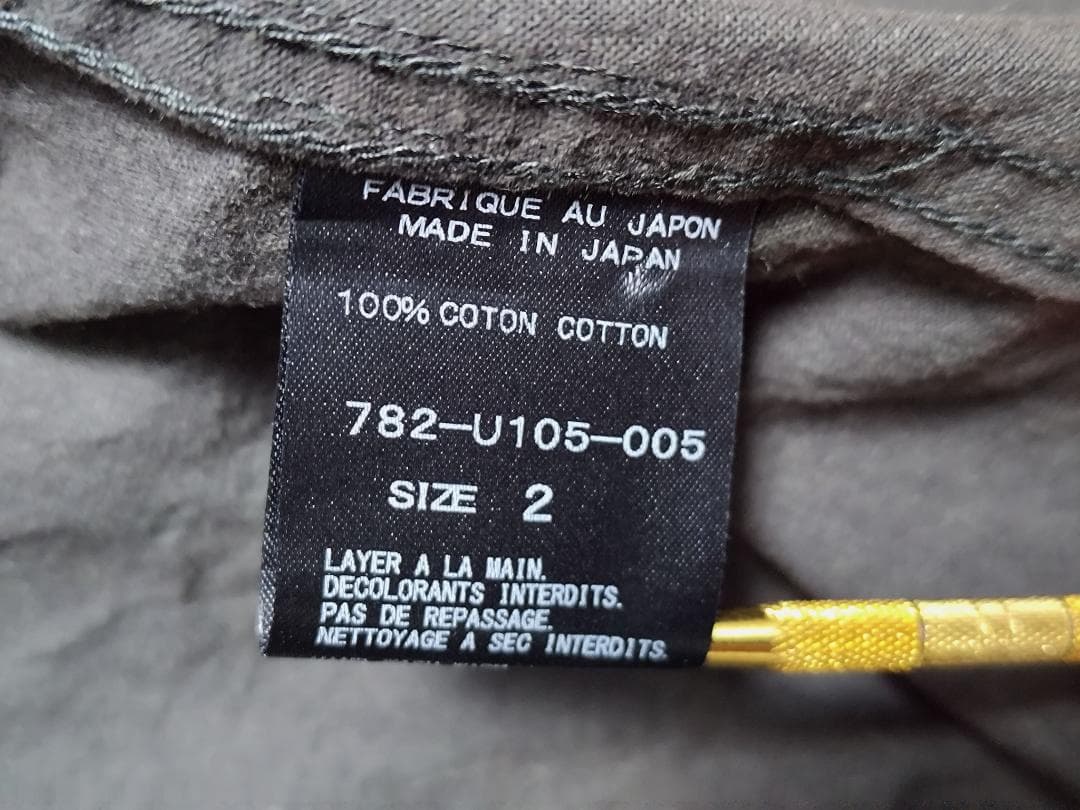 FABRIQUE AU JAPON
MADE IN JAPAN
100% COTON COTTON
782-U105-005
SIZE 2
LAYER A LA MAIN.
DECOLORANTS INTERDITS.
PAS DE REPASSAGE.
NETTOYAGE A SEC INTERDITS.